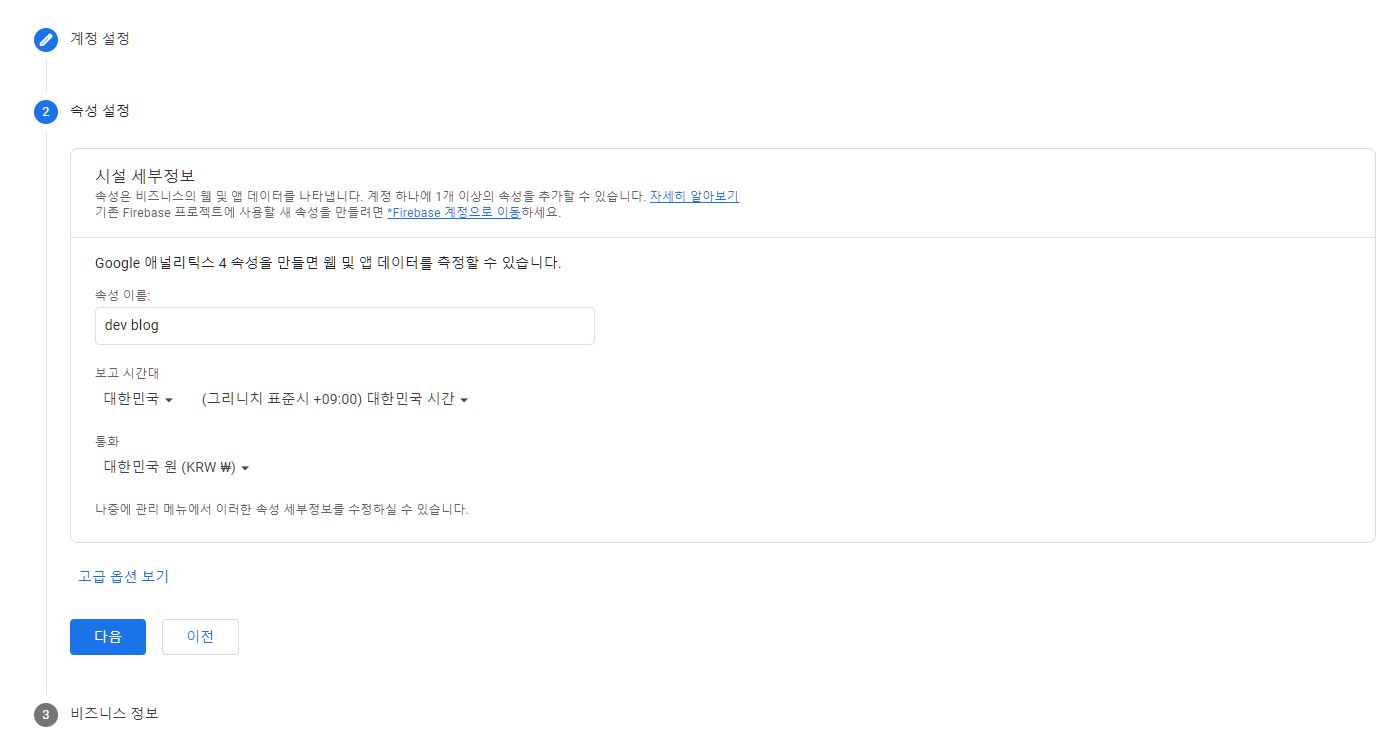 계정 설정
2 속성 설정
시설 세부정보
속성은 비즈니스의 웹 및 앱 데이터를 나타냅니다. 계정 하나에 1개 이상의 속성을 추가할 수 있습니다. 자세히 알아보기
기존 Firebase 프로젝트에 사용할 새 속성을 만들려면 *Firebase 계정으로 이동하세요.
Google 애널리틱스 4 속성을 만들면 웹 및 앱 데이터를 측정할 수 있습니다.
속성 이름:
dev blog
보고 시간대
대한민국 (그리니치 표준시 +09:00) 대한민국 시간
통화
대한민국 원 (KRW ₩)
나중에 관리 메뉴에서 이러한 속성 세부정보를 수정하실 수 있습니다.
고급 옵션 보기
다음 이전
3 비즈니스 정보